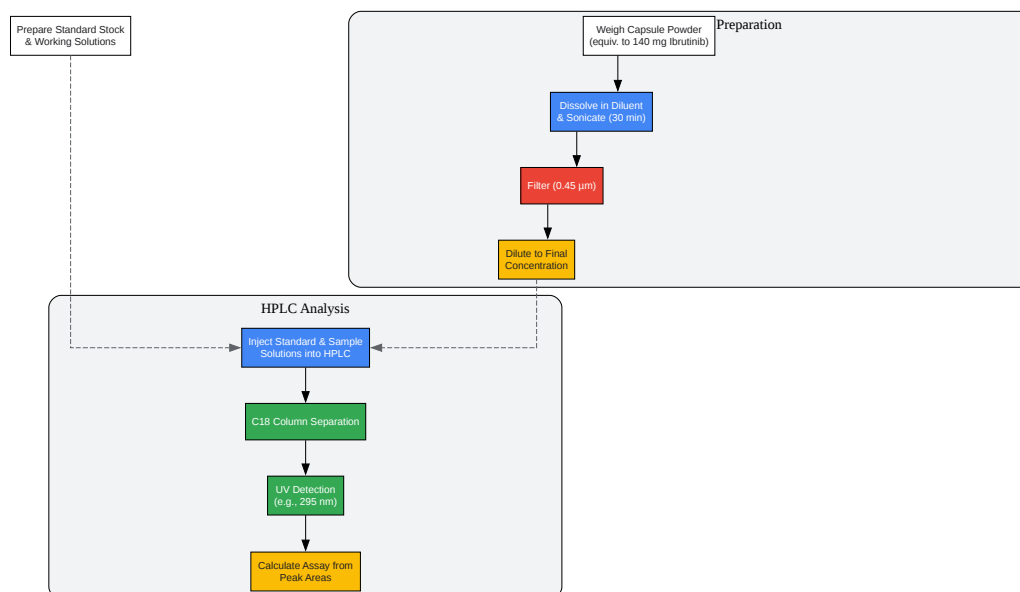 Prepare Standard Stock
& Working Solutions
Preparation
Weigh Capsule Powder
(equiv. to 140 mg Ibrutinib)
Dissolve in Diluent
& Sonicate (30 min)
Filter (0.45 µm)
Dilute to Final
Concentration
HPLC Analysis
Inject Standard & Sample
Solutions into HPLC
C18 Column Separation
UV Detection
(e.g., 295 nm)
Calculate Assay from
Peak Areas